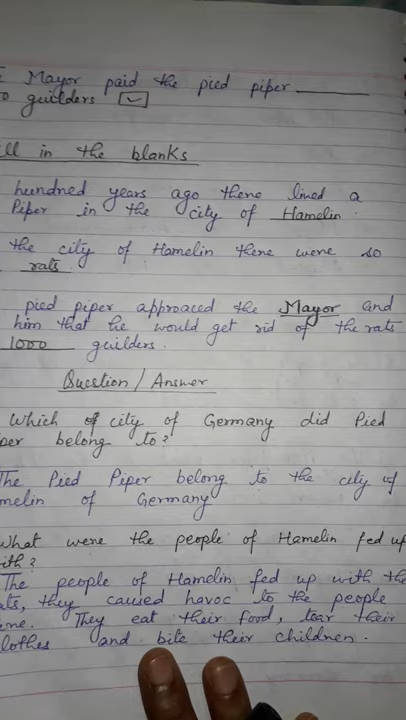 Mayor paid the pied piper ______
guilders
ll in the blanks
hundred years ago there lived a
Piper in the city of Hamelin.
the city of Hamelin there were so
rats
pied piper approaced the Mayor and
him that he would get rid of the rats
1000 guilders.
Question/Answer
Which of city of Germany did Pied
per belong to?
The Pied Piper belong to the city of
melin of Germany
What were the people of Hamelin fed up
ith?
The people of Hamelin fed up with the
ats, they caused havoc to the people
ine. They eat their food, tear their
lothes and bite their children.